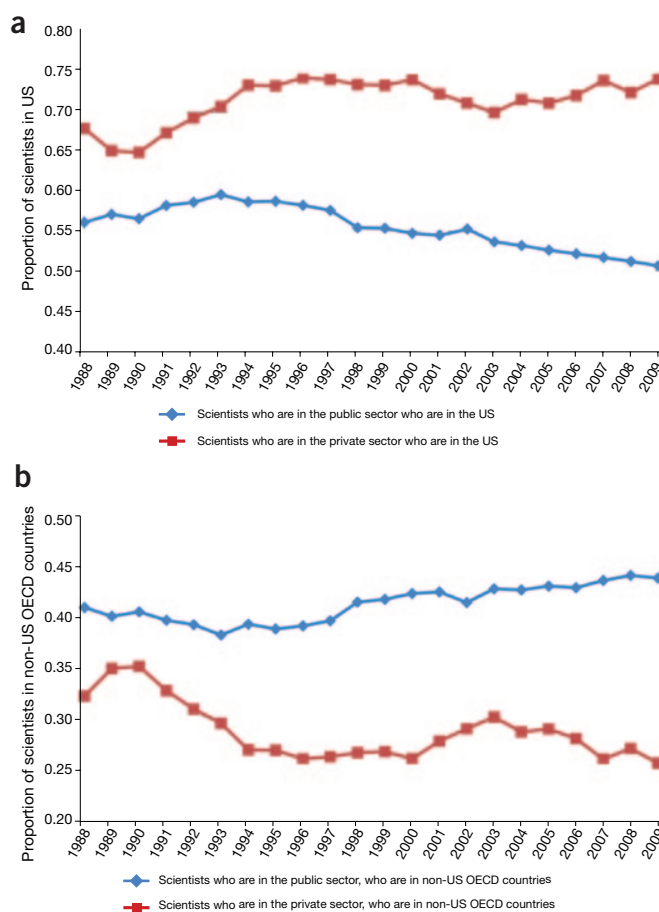 a
Proportion of scientists in US
0.80
0.75
0.70
0.65
0.60
0.55
0.50
0.45
0.40
1988 1989 1990 1991 1992 1993 1994 1995 1996 1997 1998 1999 2000 2001 2002 2003 2004 2005 2006 2007 2008 2009
Scientists who are in the public sector who are in the US
Scientists who are in the private sector who are in the US
b
Proportion of scientists in non-US OECD countries
0.50
0.45
0.40
0.35
0.30
0.25
0.20
1988 1989 1990 1991 1992 1993 1994 1995 1996 1997 1998 1999 2000 2001 2002 2003 2004 2005 2006 2007 2008 2009
Scientists who are in the public sector, who are in non-US OECD countries
Scientists who are in the private sector, who are in non-US OECD countries